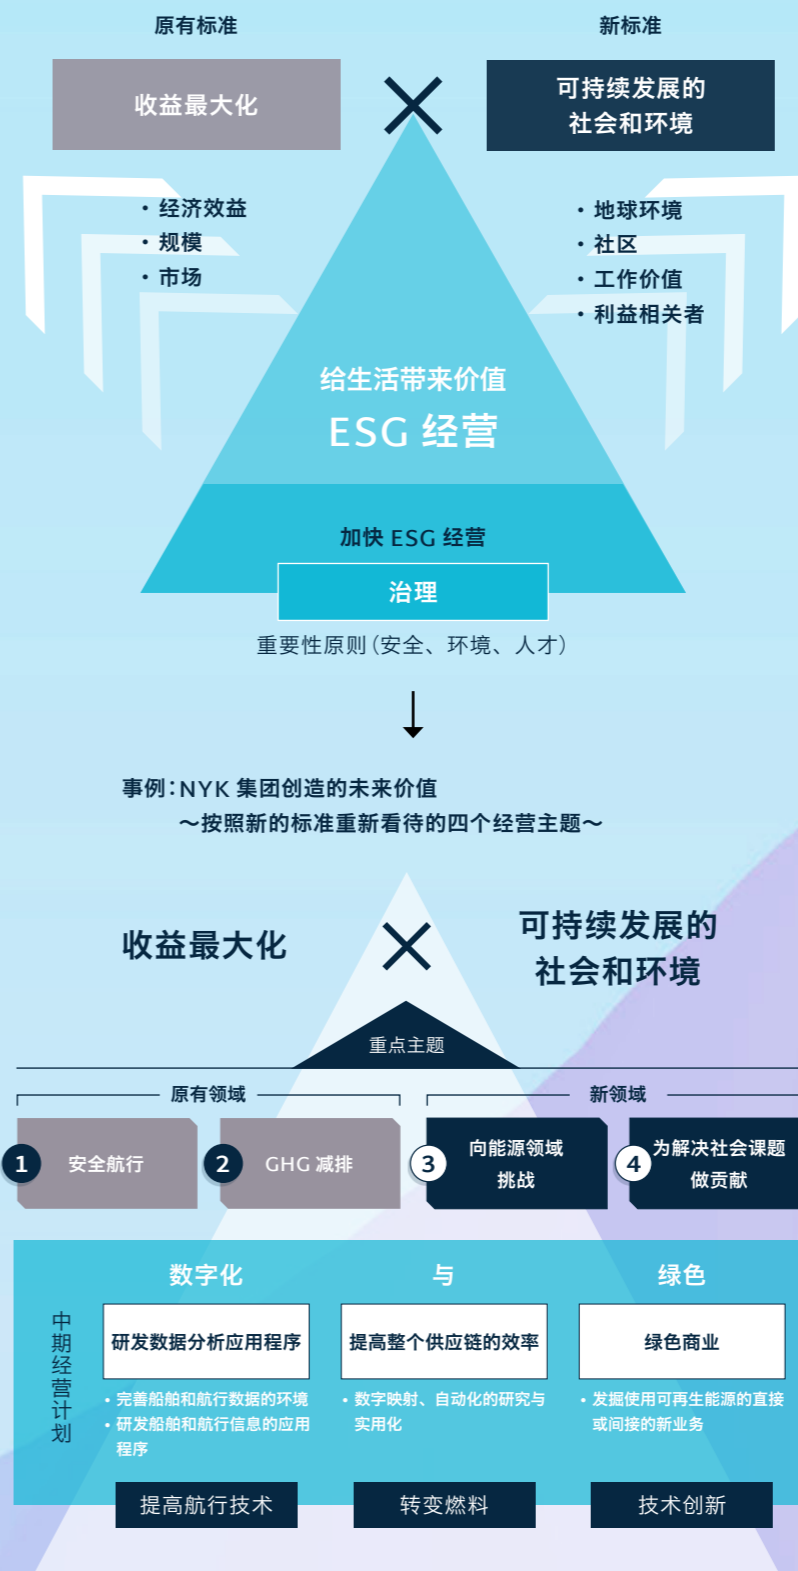 原有标准
新标准
收益最大化
可持续发展的
社会和环境
・经济效益
・规模
・市场
・地球环境
・社区
・工作价值
・利益相关者
给生活带来价值
ESG 经营
加快 ESG 经营
治理
重要性原则（安全、环境、人才）
事例：NYK 集团创造的未来价值
～按照新的标准重新看待的四个经营主题～
收益最大化
可持续发展的
社会和环境
重点主题
原有领域
新领域
1 安全航行
2 GHG 减排
3 向能源领域
挑战
4 为解决社会课题
做贡献
数字化 与 绿色
中期经营计划
研发数据分析应用程序
・完善船舶和航行数据的环境
・研发船舶和航行信息的应用
程序
提高航行技术
提高整个供应链的效率
・数字映射、自动化的研究与
实用化
转变燃料
绿色商业
・发掘使用可再生能源的直接
或间接的新业务
技术创新